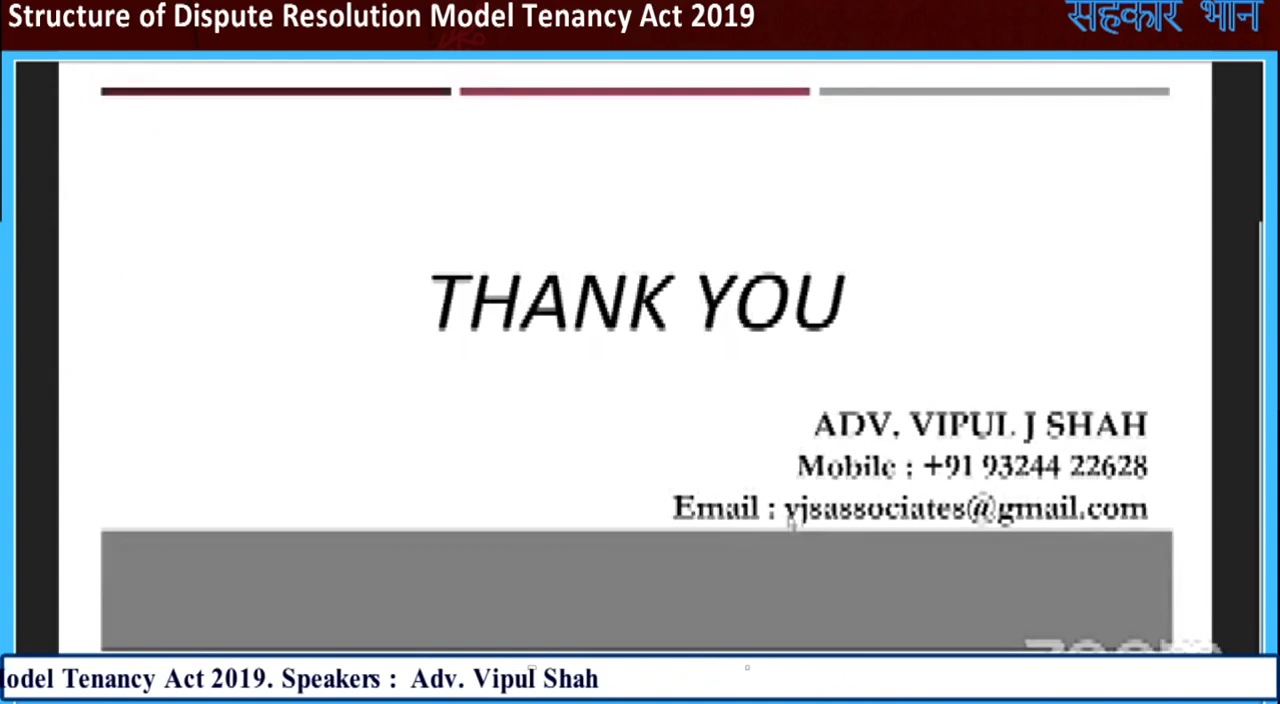 Structure of Dispute Resolution Model Tenancy Act 2019
सहकार भान
THANK YOU
ADV. VIPUL J SHAH
Mobile : +91 93244 22628
Email : vjsassociates@gmail.com
zoom
odel Tenancy Act 2019. Speakers : Adv. Vipul Shah